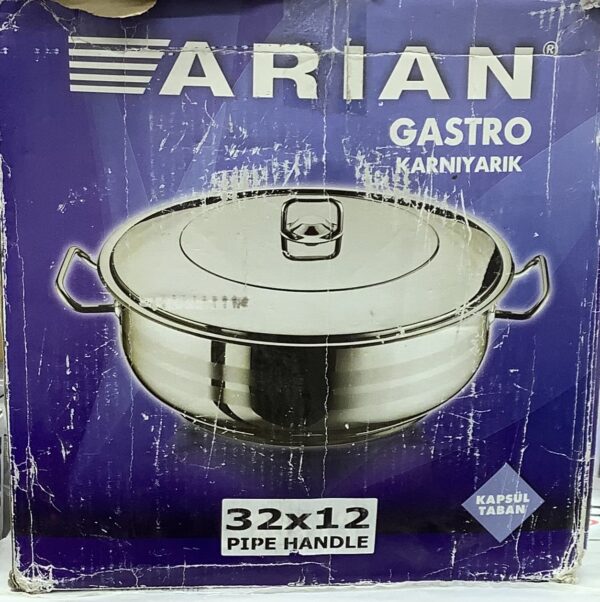 ARIAN®
GASTRO
KARNIYARIK
KAPSÜL
TABAN
32x12
PIPE HANDLE